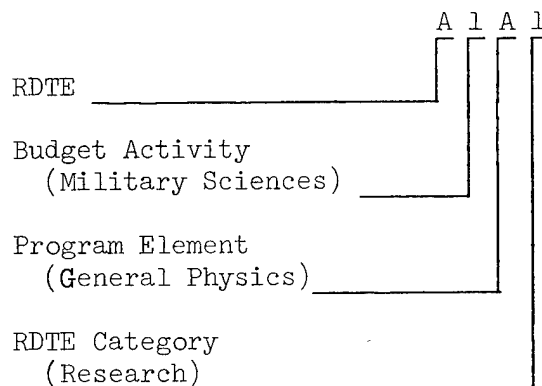 A 1 A 1
RDTE
Budget Activity
(Military Sciences)
Program Element
(General Physics)
RDTE Category
(Research)